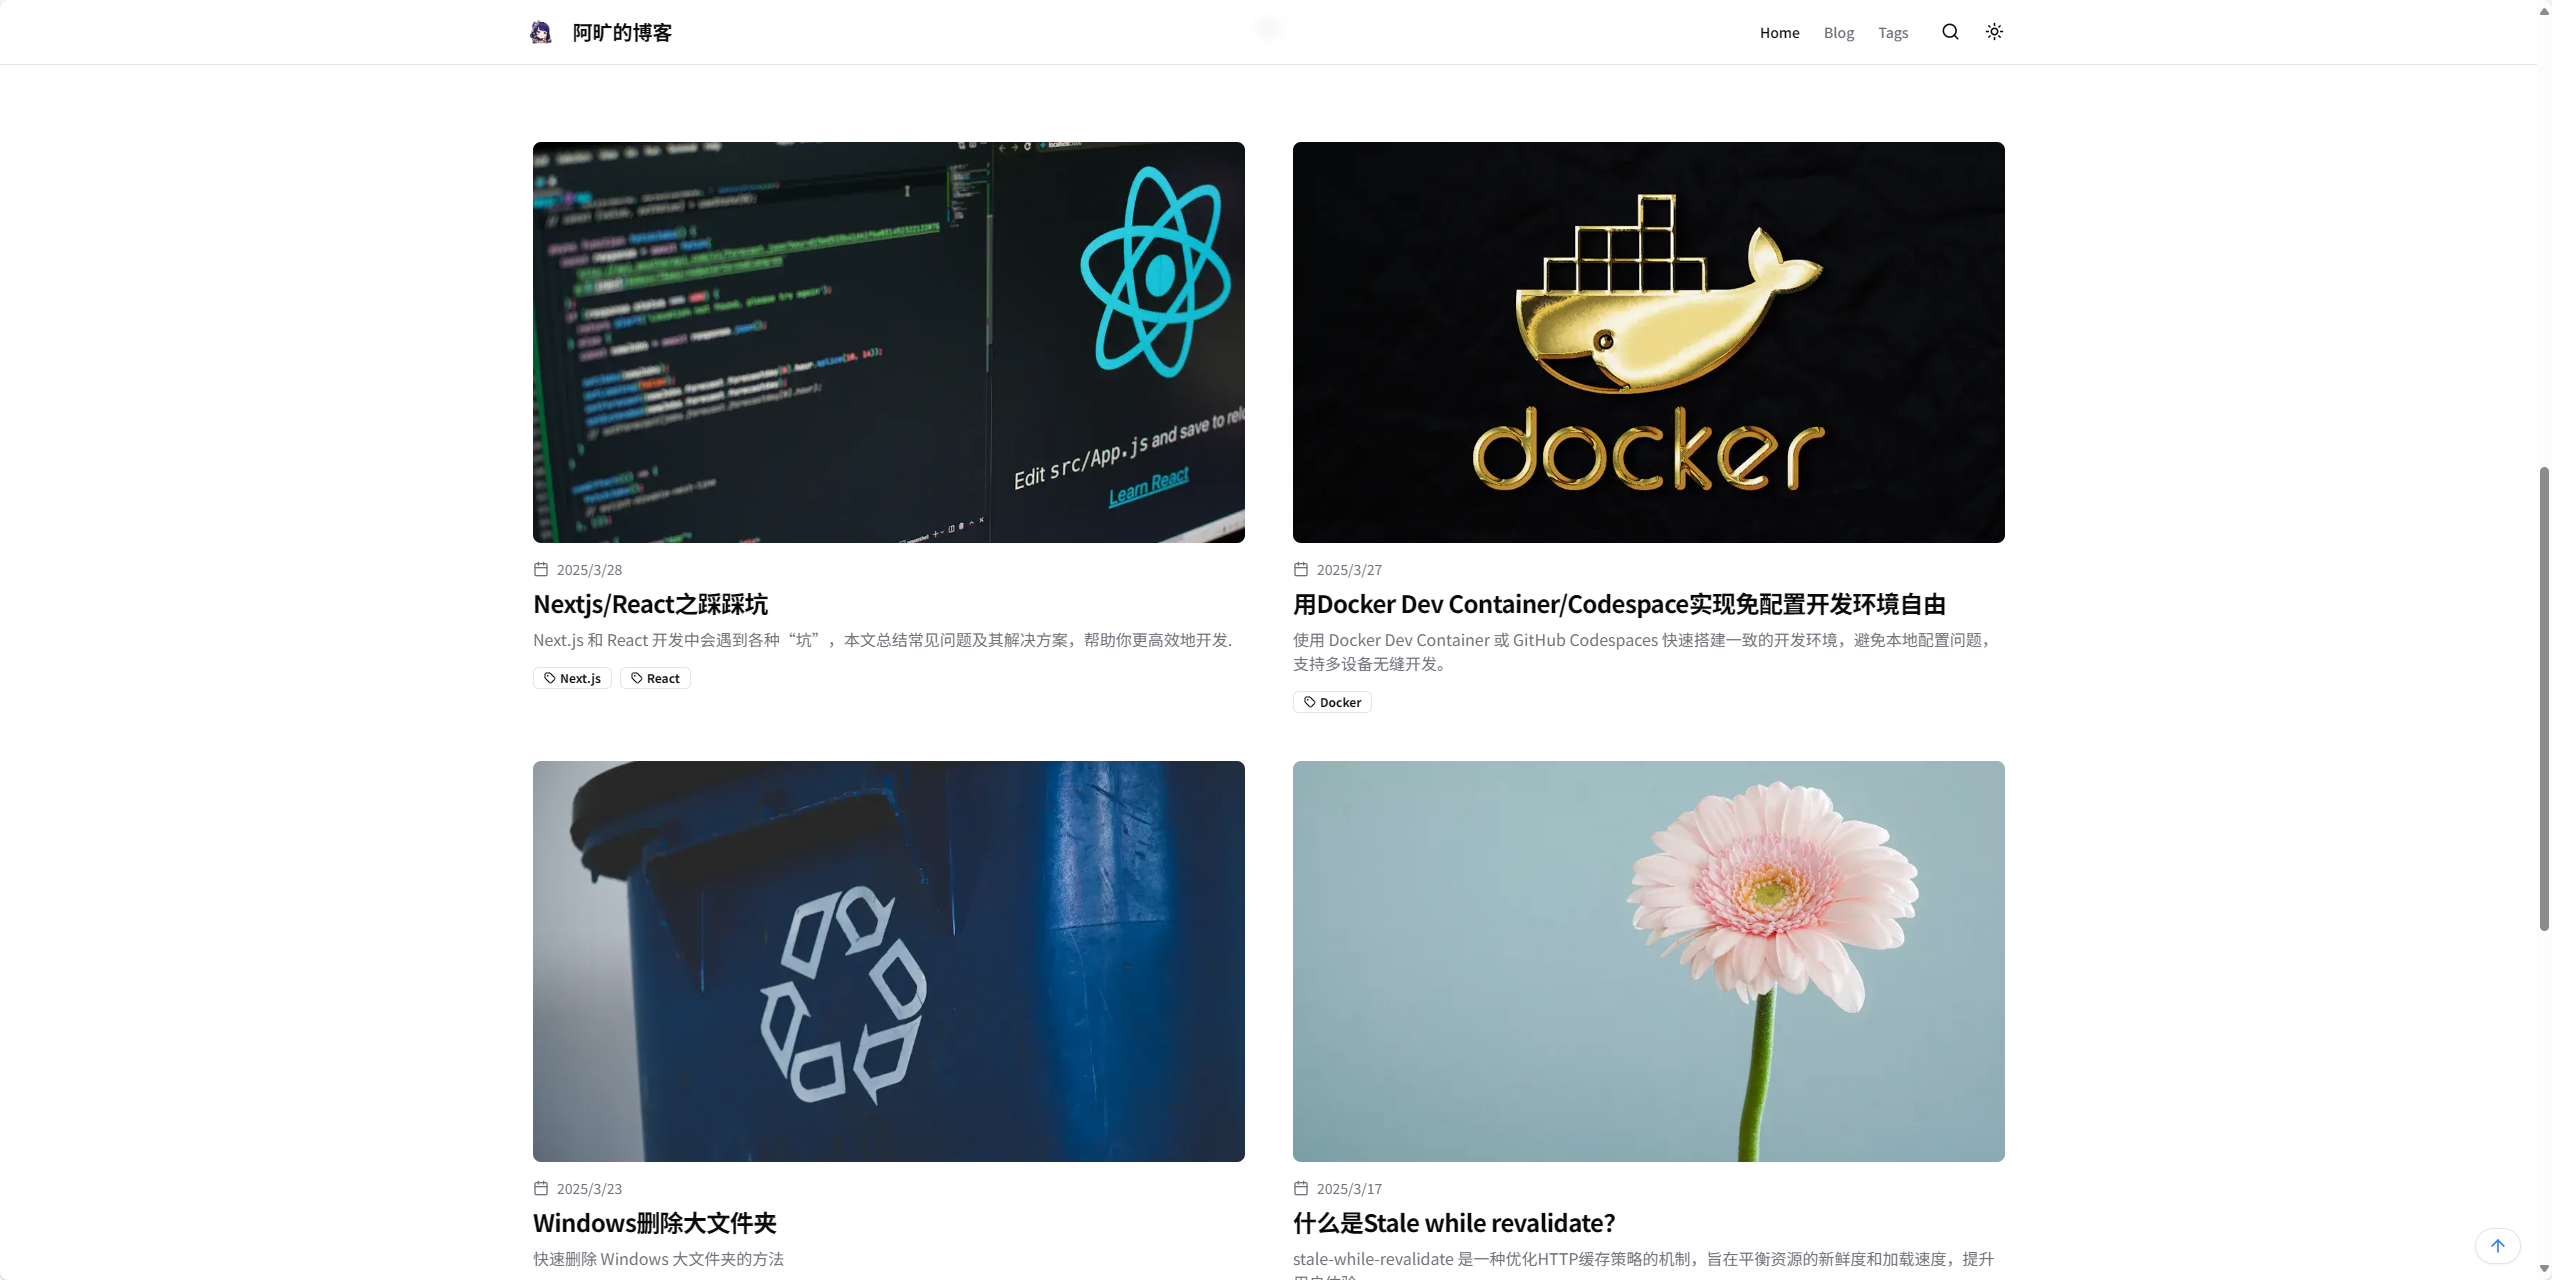 阿旷的博客
Home
Blog
Tags
Edit src/App.js and save to relo
Learn React
docker
2025/3/28
Nextjs/React之踩踩坑
Next.js 和 React 开发中会遇到各种“坑”，本文总结常见问题及其解决方案，帮助你更高效地开发.
Next.js
React
2025/3/27
用Docker Dev Container/Codespace实现免配置开发环境自由
使用 Docker Dev Container 或 GitHub Codespaces 快速搭建一致的开发环境，避免本地配置问题，
支持多设备无缝开发。
Docker
2025/3/23
Windows删除大文件夹
快速删除 Windows 大文件夹的方法
2025/3/17
什么是Stale while revalidate?
stale-while-revalidate 是一种优化HTTP缓存策略的机制，旨在平衡资源的新鲜度和加载速度，提升